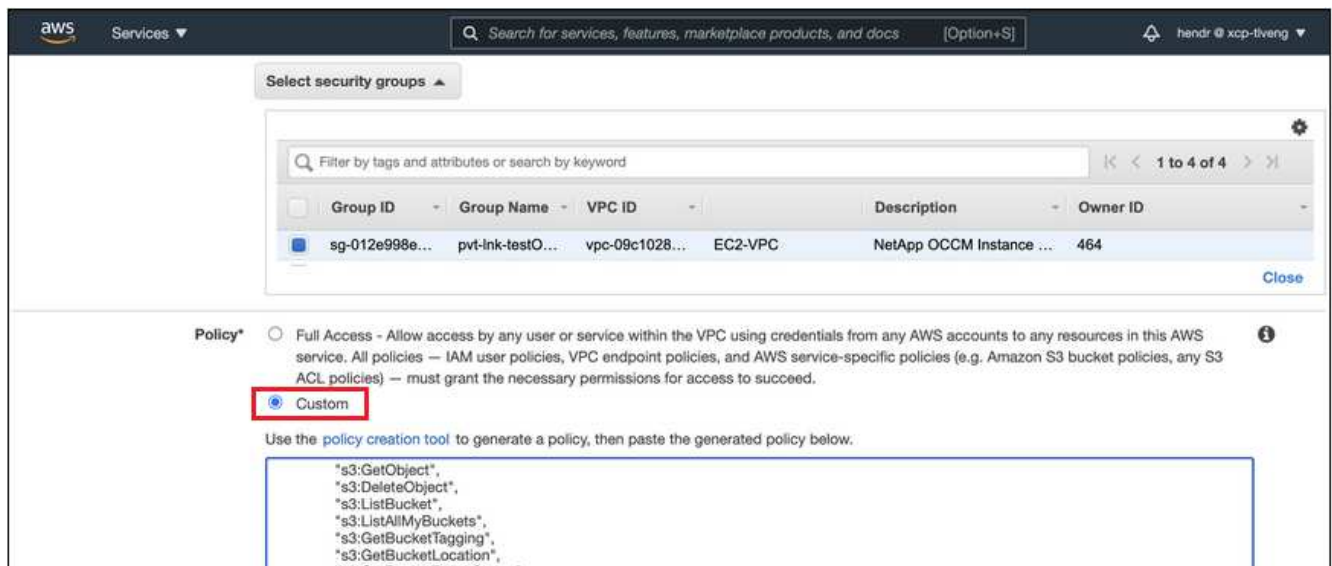 aws Services ▼ Search for services, features, marketplace products, and docs [Option+S] hendr @ xcp-tlveng ▼
Select security groups ▲
Filter by tags and attributes or search by keyword |< < 1 to 4 of 4 > >|
Group ID Group Name VPC ID Description Owner ID
sg-012e998e... pvt-lnk-testO... vpc-09c1028... EC2-VPC NetApp OCCM Instance ... 464
Close
Policy* Full Access - Allow access by any user or service within the VPC using credentials from any AWS accounts to any resources in this AWS
service. All policies — IAM user policies, VPC endpoint policies, and AWS service-specific policies (e.g. Amazon S3 bucket policies, any S3
ACL policies) — must grant the necessary permissions for access to succeed.
Custom
Use the policy creation tool to generate a policy, then paste the generated policy below.
"s3:GetObject",
"s3:DeleteObject",
"s3:ListBucket",
"s3:ListAllMyBuckets",
"s3:GetBucketTagging",
"s3:GetBucketLocation",